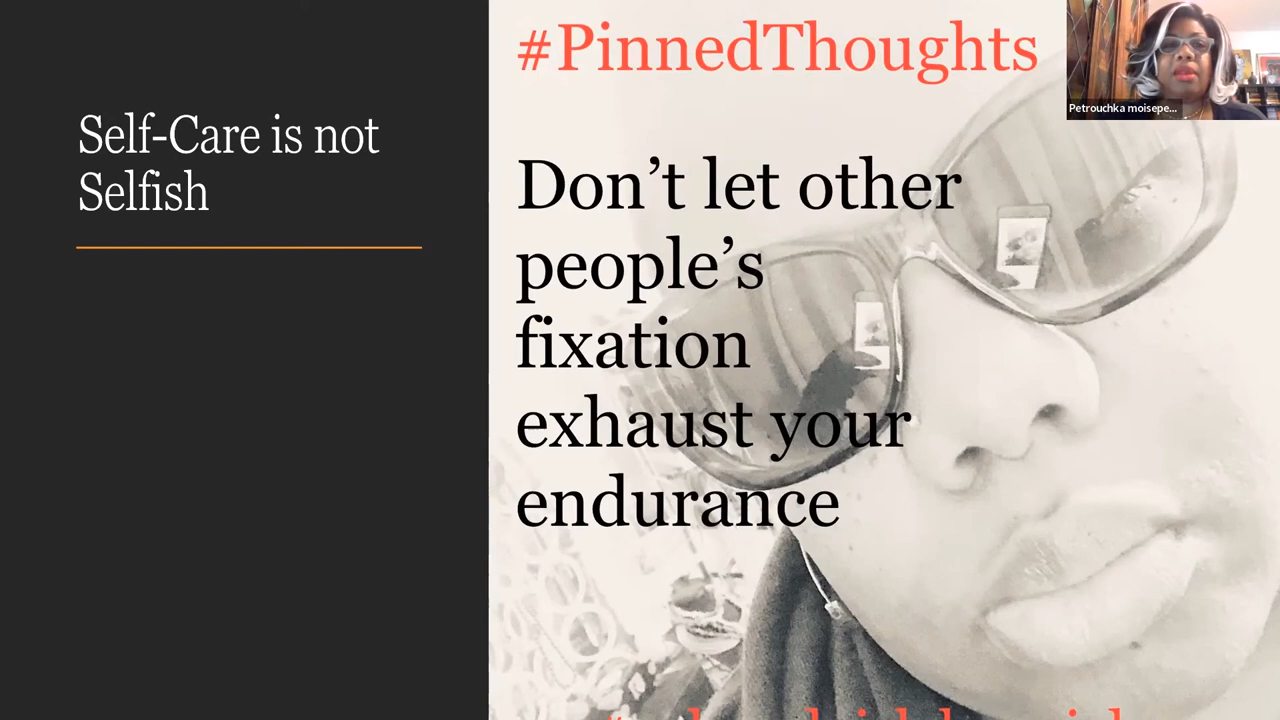 Self-Care is not
Selfish
#PinnedThoughts
Don’t let other
people’s
fixation
exhaust your
endurance
Petrouchka moisepe...